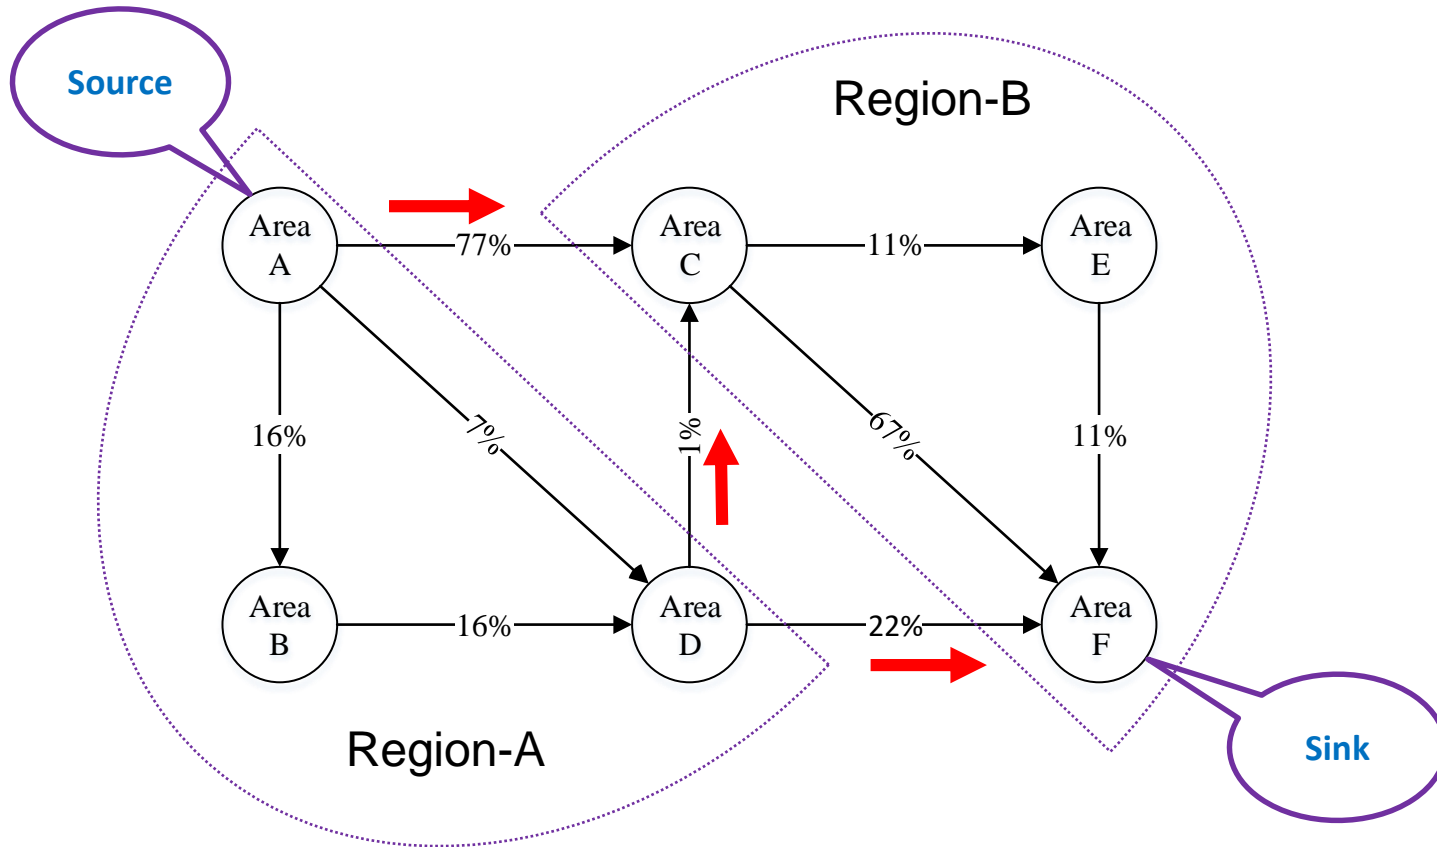 Source
Region-B
Area
A
Area
C
Area
E
77%
11%
16%
7%
1%
67%
11%
Area
B
Area
D
Area
F
16%
22%
Region-A
Sink